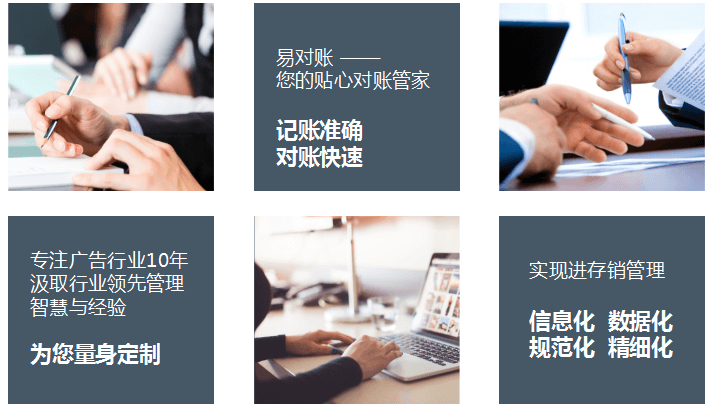 易对账 ——
您的贴心对账管家
记账准确
对账快速
专注广告行业10年
汲取行业领先管理
智慧与经验
为您量身定制
实现进存销管理
信息化 数据化
规范化 精细化